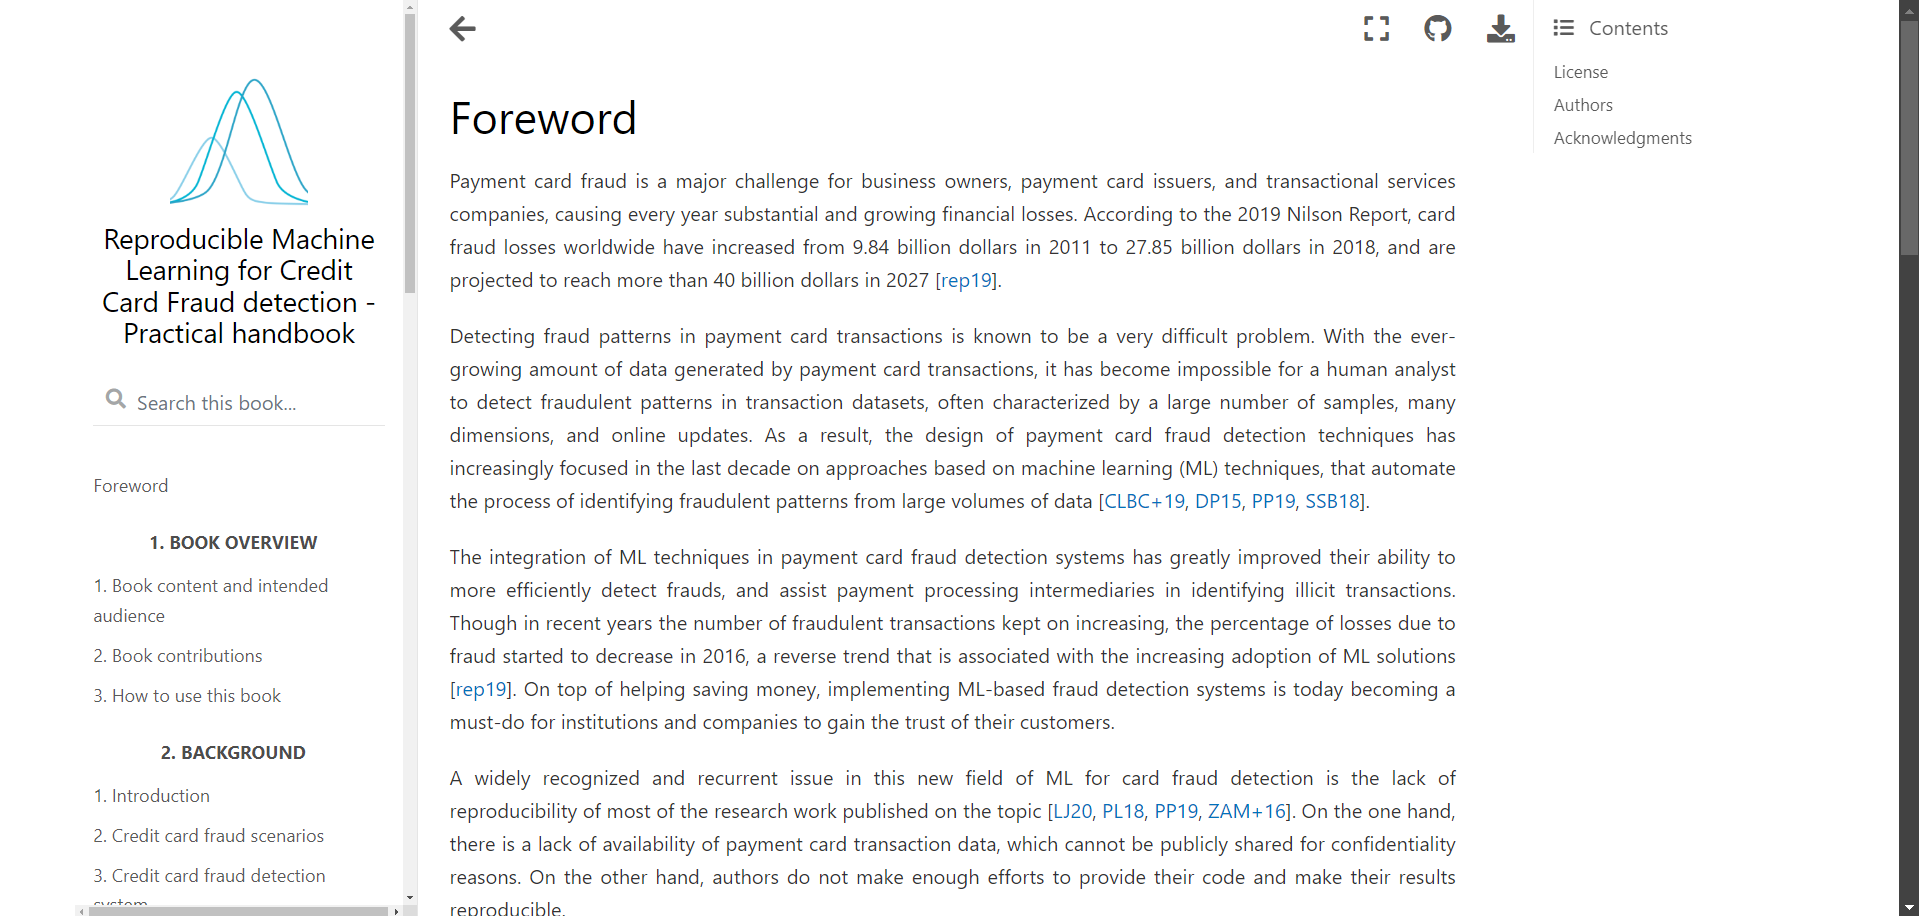 Reproducible Machine
Learning for Credit
Card Fraud detection -
Practical handbook
Search this book...
Foreword
1. BOOK OVERVIEW
1. Book content and intended
audience
2. Book contributions
3. How to use this book
2. BACKGROUND
1. Introduction
2. Credit card fraud scenarios
3. Credit card fraud detection
system
Foreword
Payment card fraud is a major challenge for business owners, payment card issuers, and transactional services
companies, causing every year substantial and growing financial losses. According to the 2019 Nilson Report, card
fraud losses worldwide have increased from 9.84 billion dollars in 2011 to 27.85 billion dollars in 2018, and are
projected to reach more than 40 billion dollars in 2027 [rep19].
Detecting fraud patterns in payment card transactions is known to be a very difficult problem. With the ever-
growing amount of data generated by payment card transactions, it has become impossible for a human analyst
to detect fraudulent patterns in transaction datasets, often characterized by a large number of samples, many
dimensions, and online updates. As a result, the design of payment card fraud detection techniques has
increasingly focused in the last decade on approaches based on machine learning (ML) techniques, that automate
the process of identifying fraudulent patterns from large volumes of data [CLBC+19, DP15, PP19, SSB18].
The integration of ML techniques in payment card fraud detection systems has greatly improved their ability to
more efficiently detect frauds, and assist payment processing intermediaries in identifying illicit transactions.
Though in recent years the number of fraudulent transactions kept on increasing, the percentage of losses due to
fraud started to decrease in 2016, a reverse trend that is associated with the increasing adoption of ML solutions
[rep19]. On top of helping saving money, implementing ML-based fraud detection systems is today becoming a
must-do for institutions and companies to gain the trust of their customers.
A widely recognized and recurrent issue in this new field of ML for card fraud detection is the lack of
reproducibility of most of the research work published on the topic [LJ20, PL18, PP19, ZAM+16]. On the one hand,
there is a lack of availability of payment card transaction data, which cannot be publicly shared for confidentiality
reasons. On the other hand, authors do not make enough efforts to provide their code and make their results
reproducible.
Contents
License
Authors
Acknowledgments